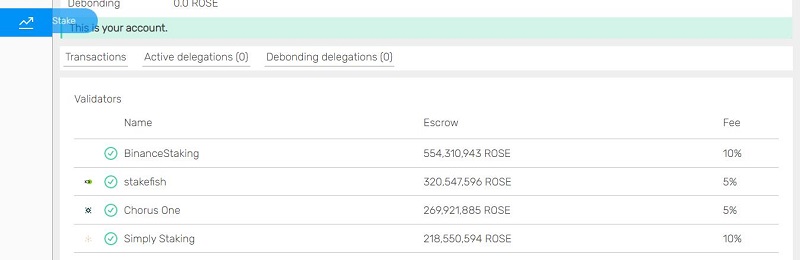 Debonding 0.0 ROSE
Stake
This is your account.
Transactions Active delegations (0) Debonding delegations (0)
Validators
Name Escrow Fee
BinanceStaking 554,310,943 ROSE 10%
stakefish 320,547,596 ROSE 5%
Chorus One 269,921,885 ROSE 5%
Simply Staking 218,550,594 ROSE 10%